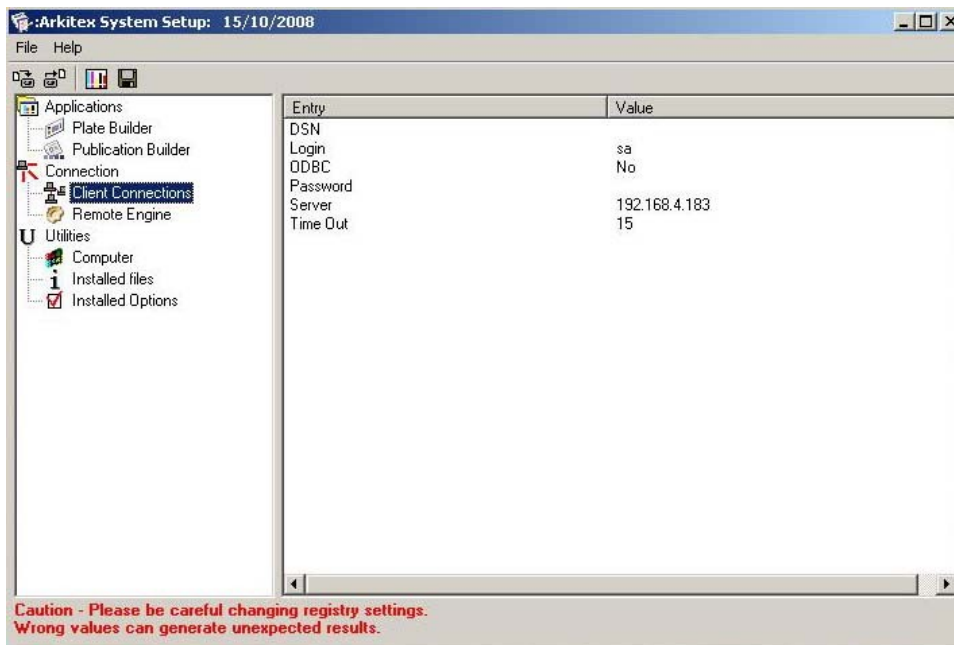 :Arkitex System Setup: 15/10/2008
File Help
Applications
Plate Builder
Publication Builder
Connection
Client Connections
Remote Engine
Utilities
Computer
Installed files
Installed Options
Entry Value
DSN
Login sa
ODBC No
Password
Server 192.168.4.183
Time Out 15
Caution - Please be careful changing registry settings.
Wrong values can generate unexpected results.